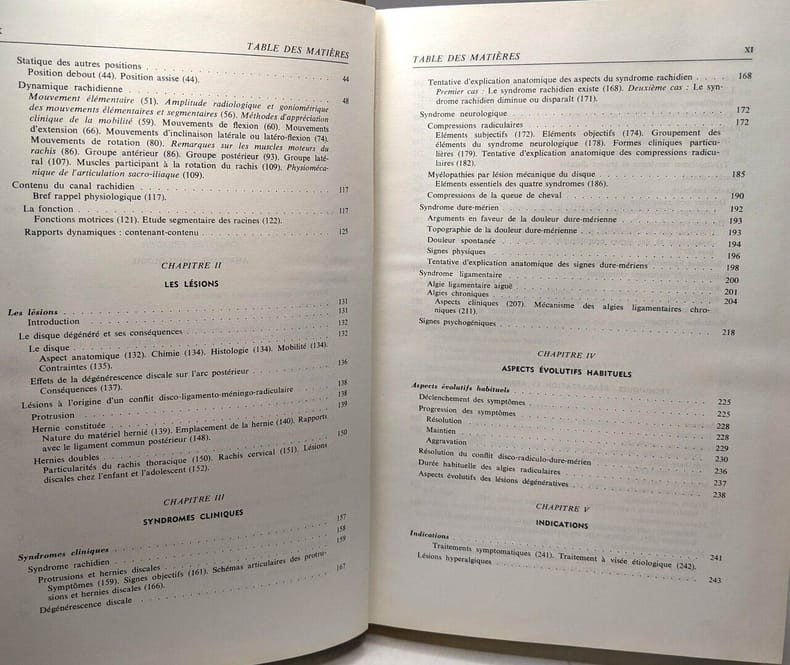 TABLE DES MATIÈRES
Statique des autres positions 44
Position debout (44). Position assise (44).
Dynamique rachidienne 48
Mouvement élémentaire (51). Amplitude radiologique et goniométrique
des mouvements élémentaires et segmentaires (56). Méthodes d'appréciation
clinique de la mobilité (59). Mouvements de flexion (60). Mouvements
d'extension (66). Mouvements d'inclinaison latérale ou latéro-flexion (74).
Mouvements de rotation (80). Remarques sur les muscles moteurs du
rachis (86). Groupe antérieur (86). Groupe postérieur (93). Groupe laté-
ral (107). Muscles participant à la rotation du rachis (109). Physioméca-
nique de l'articulation sacro-iliaque (109).
Contenu du canal rachidien 117
Bref rappel physiologique (117).
La fonction 117
Fonctions motrices (121). Etude segmentaire des racines (122).
Rapports dynamiques : contenant-contenu 125
CHAPITRE II
LES LÉSIONS
Les lésions 131
Introduction 131
Le disque dégénéré et ses conséquences 132
Le disque 132
Aspect anatomique (132). Chimie (134). Histologie (134). Mobilité (134).
Contraintes (135).
Effets de la dégénérescence discale sur l'arc postérieur 136
Conséquences (137).
Lésions à l'origine d'un conflit disco-ligamento-méningo-radiculaire 138
Protrusion 138
Hernie constituée 139
Nature du matériel hernié (139). Emplacement de la hernie (140). Rapports
avec le ligament commun postérieur (148).
Hernies doubles 150
Particularités du rachis thoracique (150). Rachis cervical (151). Lésions
discales chez l'enfant et l'adolescent (152).
CHAPITRE III
SYNDROMES CLINIQUES
Syndromes cliniques 157
Syndrome rachidien 158
Protrusions et hernies discales 159
Symptômes (159). Signes objectifs (161). Schémas articulaires des protru-
sions et hernies discales (166).
Dégénérescence discale 167
TABLE DES MATIÈRES XI
Tentative d'explication anatomique des aspects du syndrome rachidien 168
Premier cas : Le syndrome rachidien existe (168). Deuxième cas : Le syn-
drome rachidien diminue ou disparaît (171).
Syndrome neurologique 172
Compressions radiculaires 172
Eléments subjectifs (172). Eléments objectifs (174). Groupement des
éléments du syndrome neurologique (178). Formes cliniques particu-
lières (179). Tentative d'explication anatomique des compressions radicu-
laires (182).
Myélopathies par lésion mécanique du disque 185
Eléments essentiels des quatre syndromes (186).
Compressions de la queue de cheval 190
Syndrome dure-mérien 192
Arguments en faveur de la douleur dure-mérienne 193
Topographie de la douleur dure-mérienne 193
Douleur spontanée 194
Signes physiques 196
Tentative d'explication anatomique des signes dure-mériens 198
Syndrome ligamentaire 200
Algie ligamentaire aiguë 201
Algies chroniques 204
Aspects cliniques (207). Mécanisme des algies ligamentaires chro-
niques (211).
Signes psychogéniques 218
CHAPITRE IV
ASPECTS ÉVOLUTIFS HABITUELS
Aspects évolutifs habituels 225
Déclenchement des symptômes 225
Progression des symptômes 228
Résolution 228
Maintien 229
Aggravation 230
Résolution du conflit disco-radiculo-dure-mérien 236
Durée habituelle des algies radiculaires 237
Aspects évolutifs des lésions dégénératives 238
CHAPITRE V
INDICATIONS
Indications 241
Traitements symptomatiques (241). Traitement à visée étiologique (242).
Lésions hyperalgiques 243